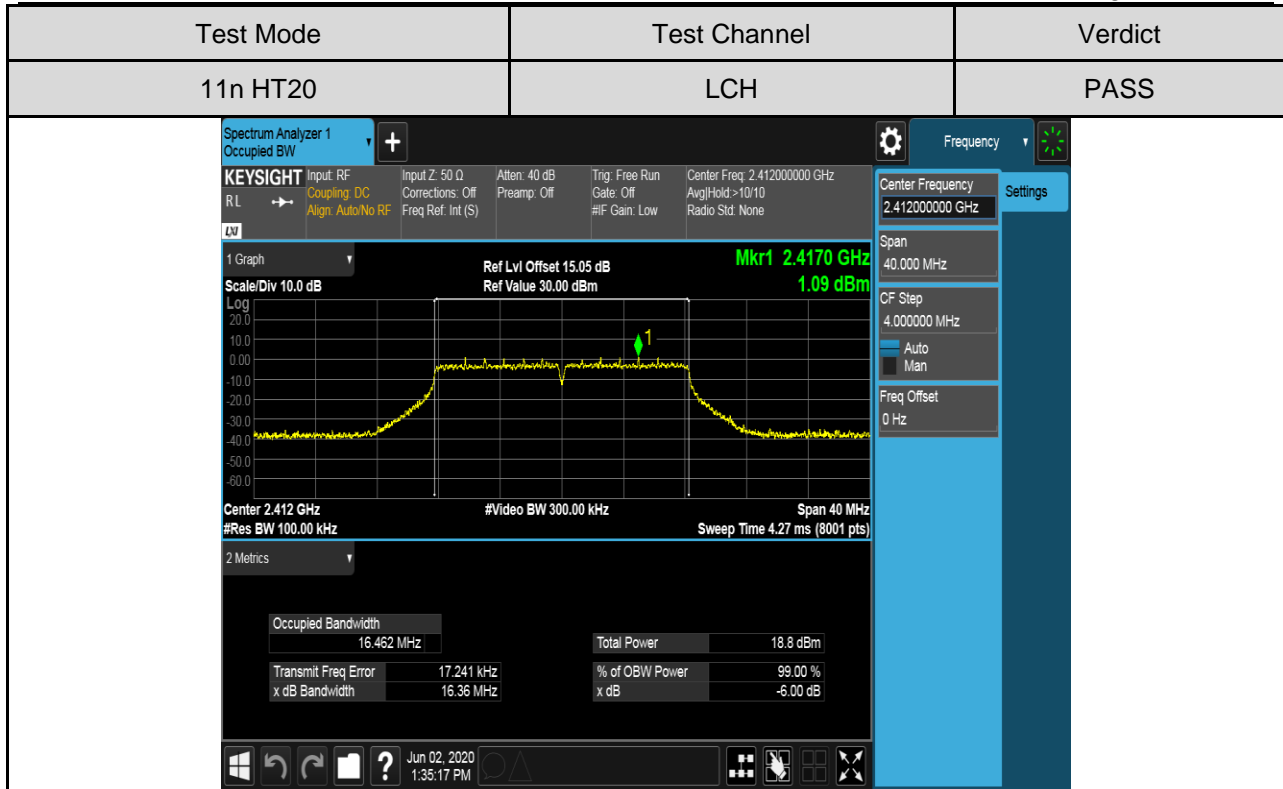 Test Mode Test Channel Verdict
11n HT20 LCH PASS
Spectrum Analyzer 1
Occupied BW
+
Frequency
KEYSIGHT Input: RF Input Z: 50 Ω Atten: 40 dB Trig: Free Run Center Freq: 2.412000000 GHz
RL Coupling: DC Corrections: Off Preamp: Off Gate: Off Avg|Hold:>10/10
Align: Auto/No RF Freq Ref: Int (S) #IF Gain: Low Radio Std: None
LXI
Center Frequency
2.412000000 GHz
Settings
Span
40.000 MHz
CF Step
4.000000 MHz
Auto
Man
Freq Offset
0 Hz
1 Graph Ref Lvl Offset 15.05 dB Mkr1 2.4170 GHz
Scale/Div 10.0 dB Ref Value 30.00 dBm 1.09 dBm
Log
20.0
10.0
0.00
-10.0
-20.0
-30.0
-40.0
-50.0
-60.0
1
Center 2.412 GHz #Video BW 300.00 kHz Span 40 MHz
#Res BW 100.00 kHz Sweep Time 4.27 ms (8001 pts)
2 Metrics
Occupied Bandwidth
16.462 MHz Total Power 18.8 dBm
Transmit Freq Error 17.241 kHz % of OBW Power 99.00 %
x dB Bandwidth 16.36 MHz x dB -6.00 dB
? Jun 02, 2020
1:35:17 PM